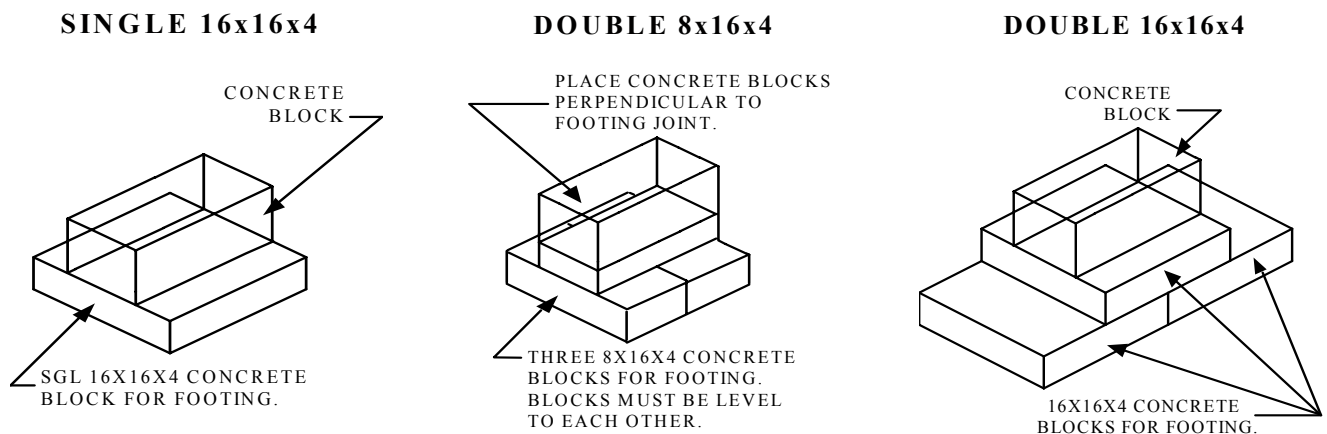 SINGLE 16x16x4
CONCRETE
BLOCK
SGL 16X16X4 CONCRETE
BLOCK FOR FOOTING.
DOUBLE 8x16x4
PLACE CONCRETE BLOCKS
PERPENDICULAR TO
FOOTING JOINT.
THREE 8X16X4 CONCRETE
BLOCKS FOR FOOTING.
BLOCKS MUST BE LEVEL
TO EACH OTHER.
DOUBLE 16x16x4
CONCRETE
BLOCK
16X16X4 CONCRETE
BLOCKS FOR FOOTING.